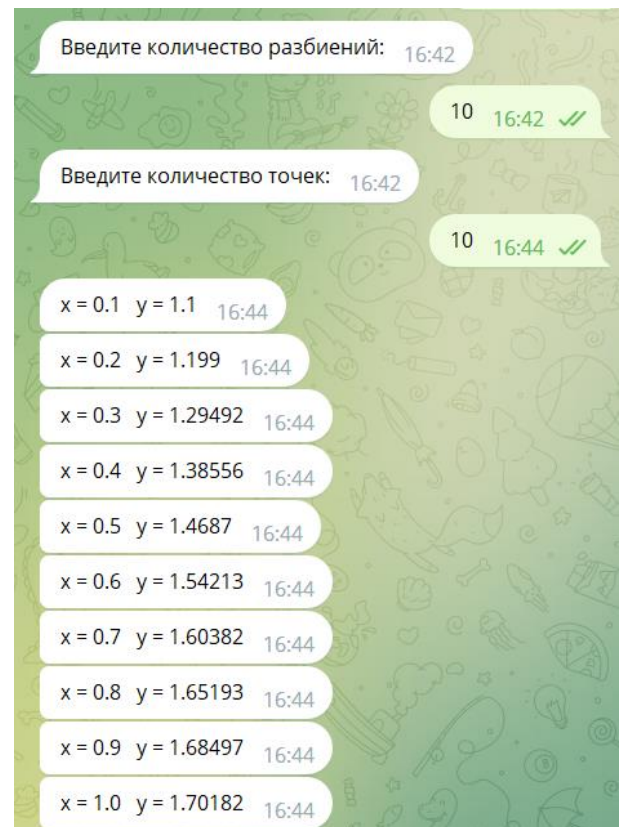 Введите количество разбиений: 16:42
10 16:42
Введите количество точек: 16:42
10 16:44
x = 0.1 y = 1.1 16:44
x = 0.2 y = 1.199 16:44
x = 0.3 y = 1.29492 16:44
x = 0.4 y = 1.38556 16:44
x = 0.5 y = 1.4687 16:44
x = 0.6 y = 1.54213 16:44
x = 0.7 y = 1.60382 16:44
x = 0.8 y = 1.65193 16:44
x = 0.9 y = 1.68497 16:44
x = 1.0 y = 1.70182 16:44